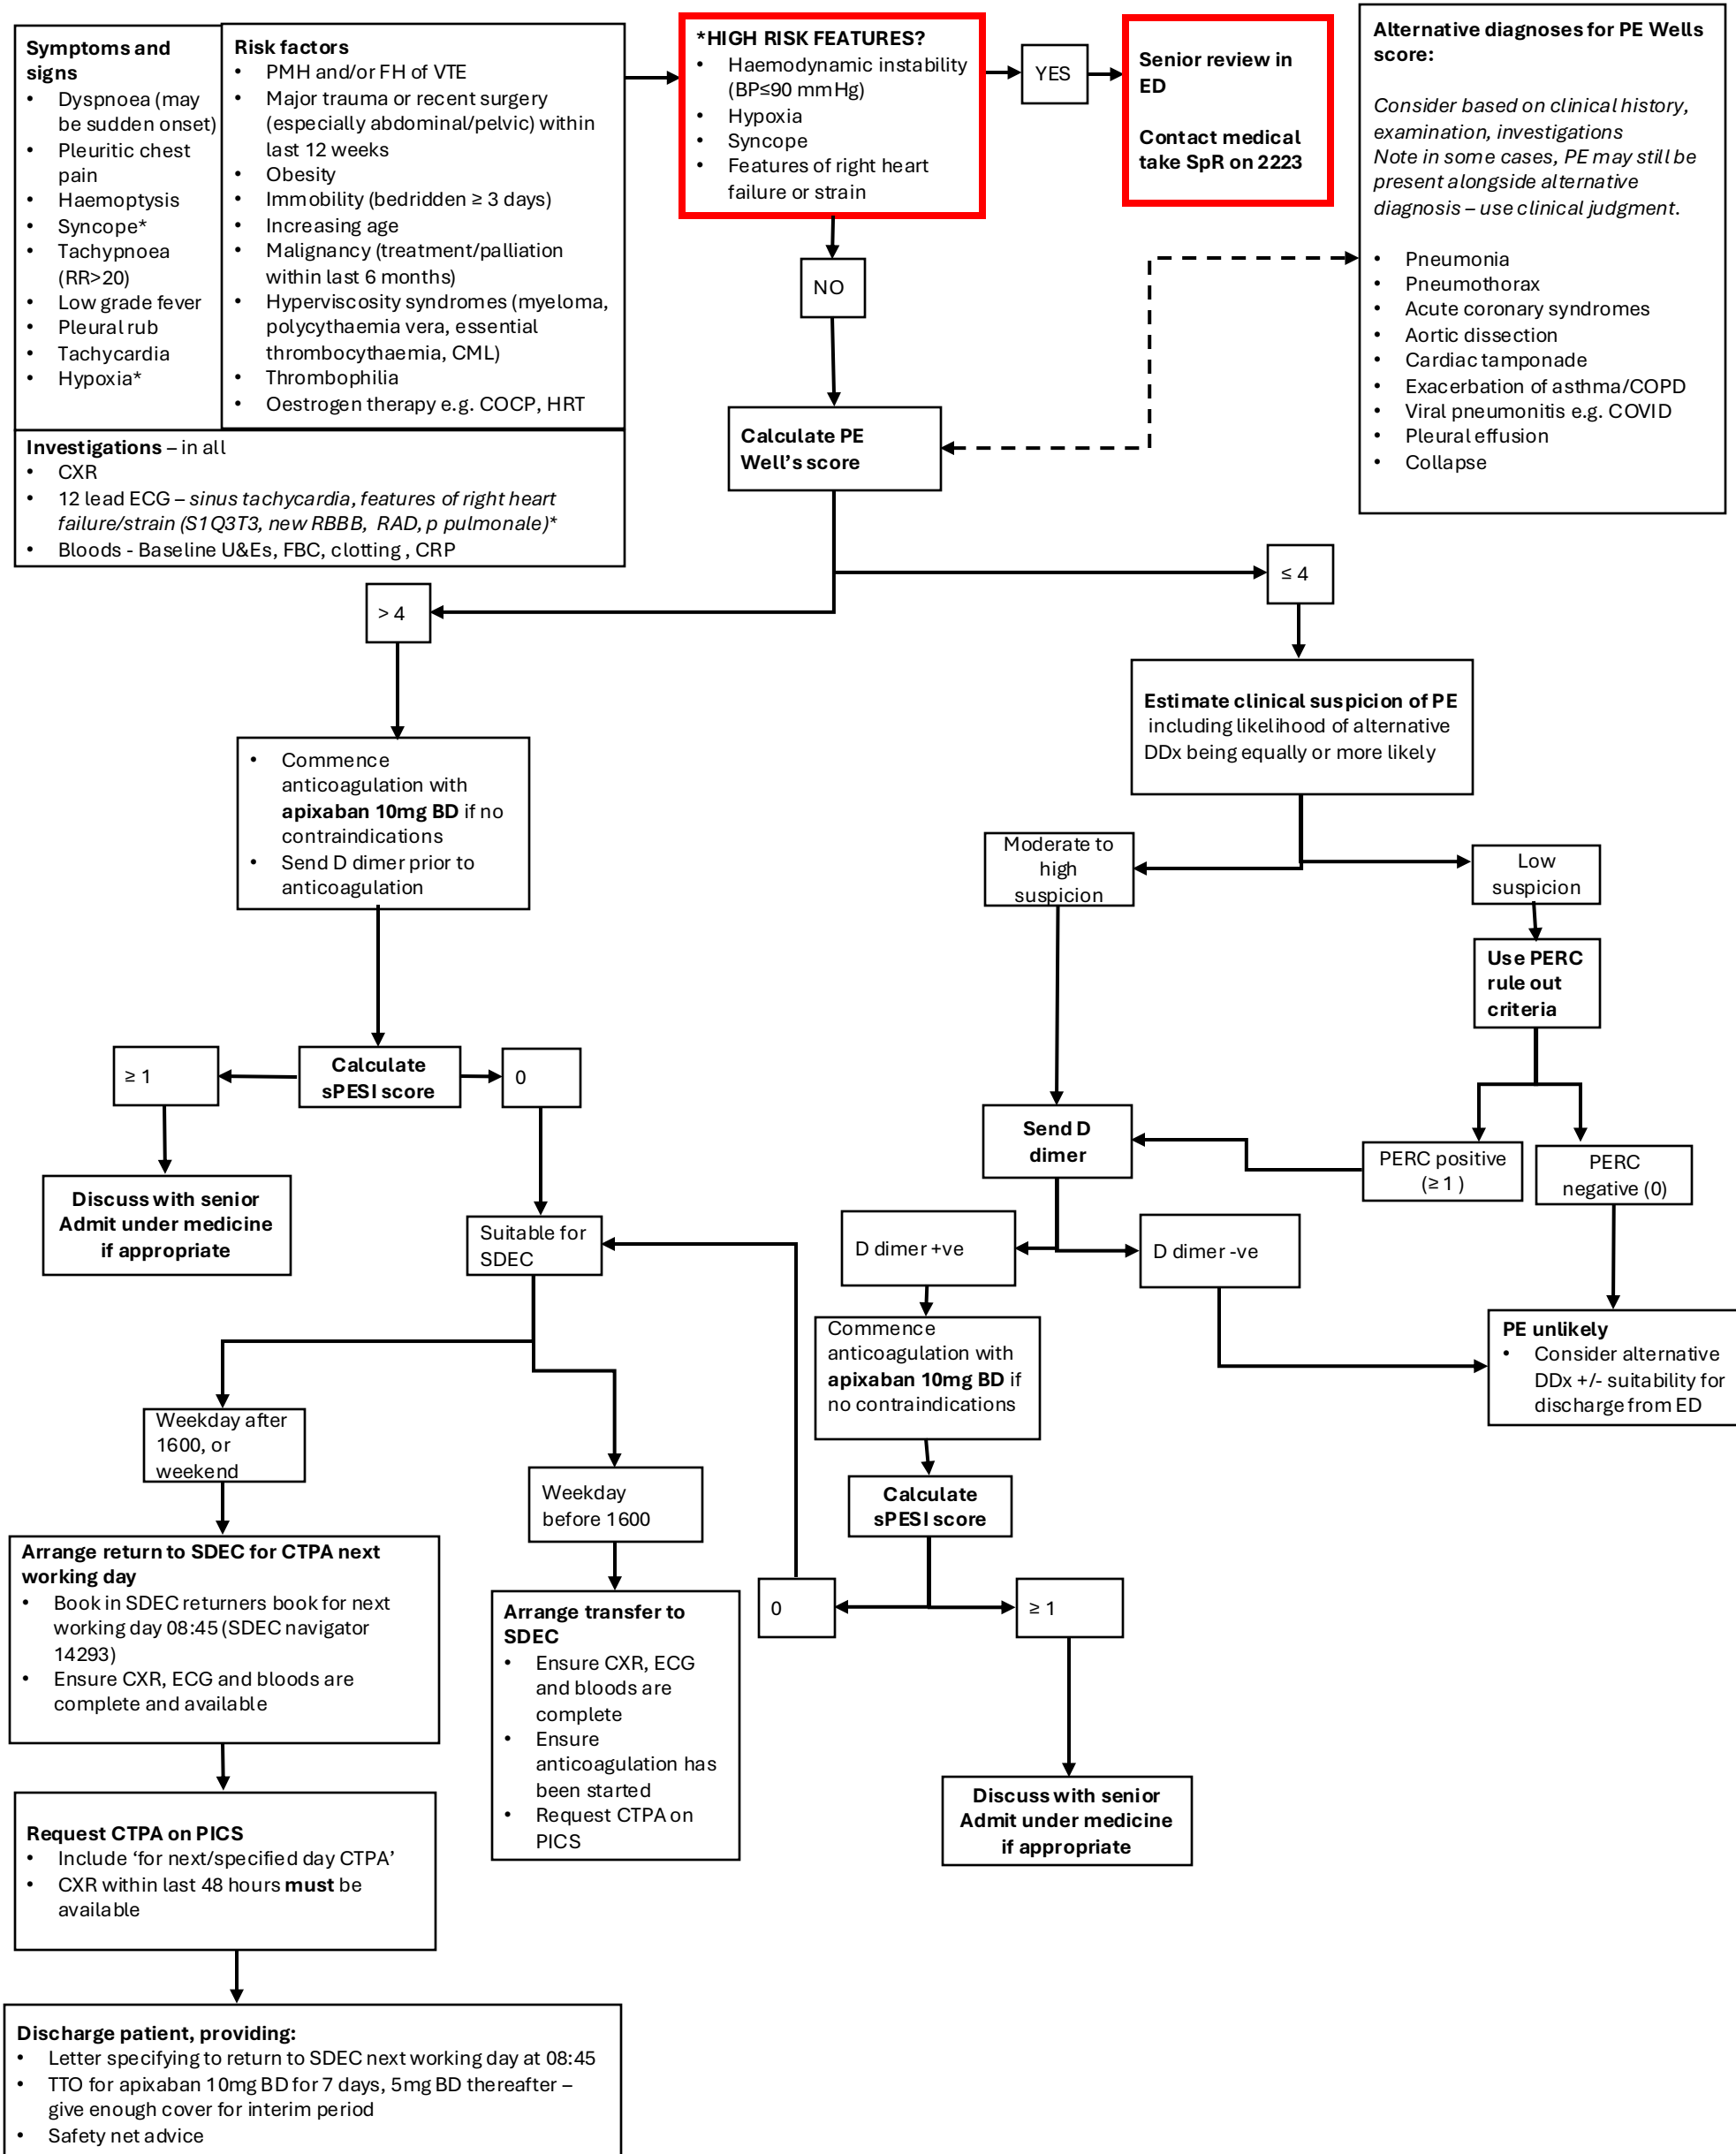 Symptoms and
signs
• Dyspnoea (may
be sudden onset)
• Pleuritic chest
pain
• Haemoptysis
• Syncope*
• Tachypnoea
(RR>20)
• Low grade fever
• Pleural rub
• Tachycardia
• Hypoxia*
Risk factors
• PMH and/or FH of VTE
• Major trauma or recent surgery
(especially abdominal/pelvic) within
last 12 weeks
• Obesity
• Immobility (bedridden ≥ 3 days)
• Increasing age
• Malignancy (treatment/palliation
within last 6 months)
• Hyperviscosity syndromes (myeloma,
polycythaemia vera, essential
thrombocythaemia, CML)
• Thrombophilia
• Oestrogen therapy e.g. COCP, HRT
Investigations – in all
• CXR
• 12 lead ECG – sinus tachycardia, features of right heart
failure/strain (S1Q3T3, new RBBB, RAD, p pulmonale)*
• Bloods - Baseline U&Es, FBC, clotting , CRP
*HIGH RISK FEATURES?
• Haemodynamic instability
(BP≤90 mmHg)
• Hypoxia
• Syncope
• Features of right heart
failure or strain
YES
Senior review in
ED
Contact medical
take SpR on 2223
Alternative diagnoses for PE Wells
score:
Consider based on clinical history,
examination, investigations
Note in some cases, PE may still be
present alongside alternative
diagnosis – use clinical judgment.
• Pneumonia
• Pneumothorax
• Acute coronary syndromes
• Aortic dissection
• Cardiac tamponade
• Exacerbation of asthma/COPD
• Viral pneumonitis e.g. COVID
• Pleural effusion
• Collapse
NO
Calculate PE
Well's score
> 4
≤ 4
• Commence
anticoagulation with
apixaban 10mg BD if no
contraindications
• Send D dimer prior to
anticoagulation
Estimate clinical suspicion of PE
including likelihood of alternative
DDx being equally or more likely
Moderate to
high
suspicion
Low
suspicion
Use PERC
rule out
criteria
≥ 1
Calculate
sPESI score
0
Send D
dimer
PERC positive
(≥ 1 )
PERC
negative (0)
Discuss with senior
Admit under medicine
if appropriate
Suitable for
SDEC
D dimer +ve
D dimer -ve
Commence
anticoagulation with
apixaban 10mg BD if
no contraindications
PE unlikely
• Consider alternative
DDx +/- suitability for
discharge from ED
Weekday after
1600, or
weekend
Weekday
before 1600
Calculate
sPESI score
Arrange return to SDEC for CTPA next
working day
• Book in SDEC returners book for next
working day 08:45 (SDEC navigator
14293)
• Ensure CXR, ECG and bloods are
complete and available
Arrange transfer to
SDEC
• Ensure CXR, ECG
and bloods are
complete
• Ensure
anticoagulation has
been started
• Request CTPA on
PICS
0
≥ 1
Discuss with senior
Admit under medicine
if appropriate
Request CTPA on PICS
• Include ‘for next/specified day CTPA’
• CXR within last 48 hours must be
available
Discharge patient, providing:
• Letter specifying to return to SDEC next working day at 08:45
• TTO for apixaban 10mg BD for 7 days, 5mg BD thereafter –
give enough cover for interim period
• Safety net advice